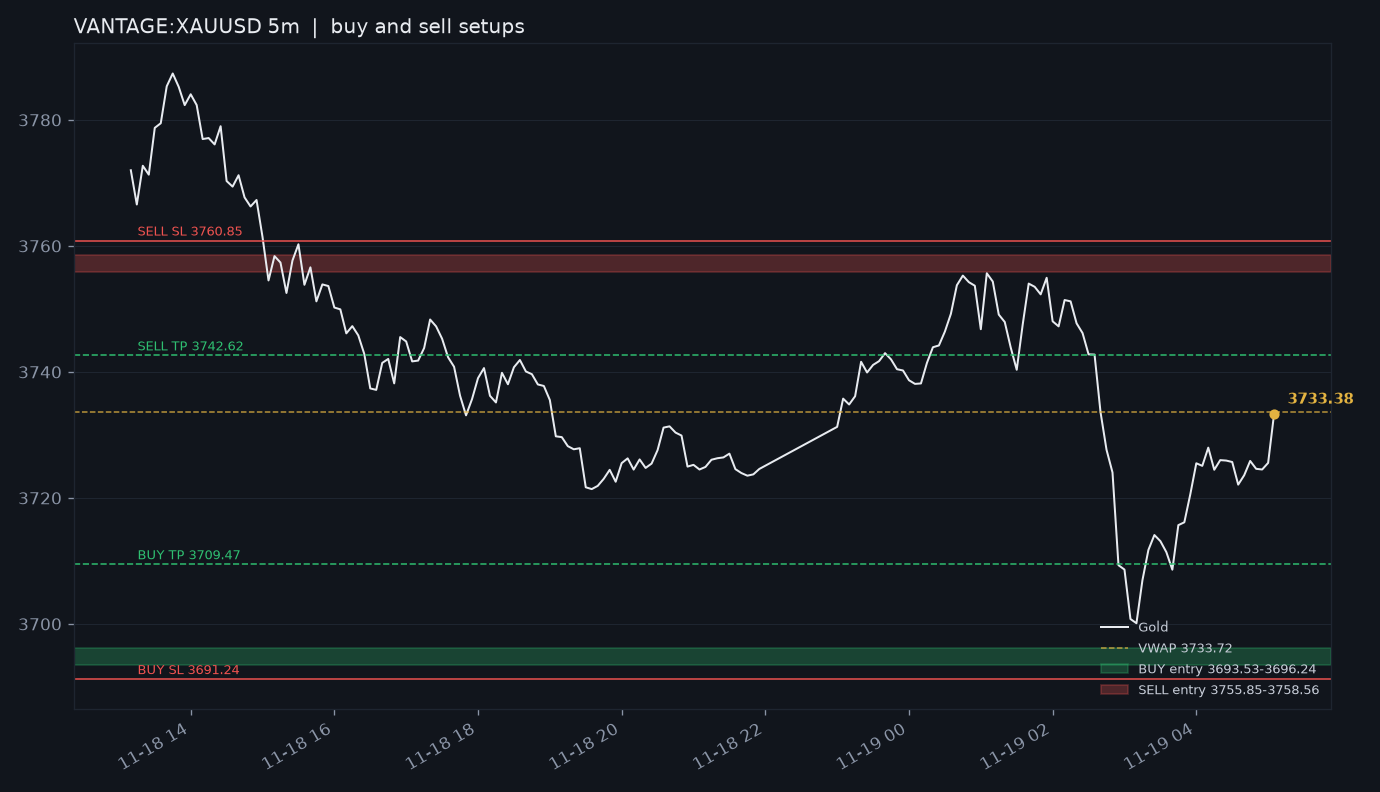 VANTAGE:XAUUSD 5m | buy and sell setups
3780
3760
3740
3720
3700
SELL SL 3760.85
SELL TP 3742.62
3733.38
BUY TP 3709.47
BUY SL 3691.24
Gold
VWAP 3733.72
BUY entry 3693.53-3696.24
SELL entry 3755.85-3758.56
11-18 14
11-18 16
11-18 18
11-18 20
11-18 22
11-19 00
11-19 02
11-19 04